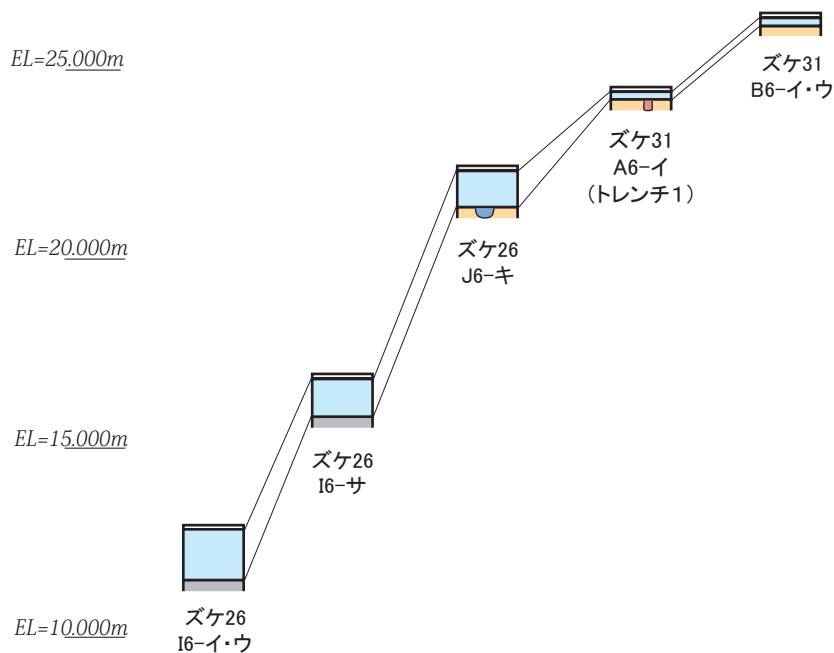 EL=25.000m
ズケ31
B6-イ・ウ
ズケ31
A6-イ
(トレンチ1)
EL=20.000m
ズケ26
J6-キ
EL=15.000m
ズケ26
I6-サ
EL=10.000m
ズケ26
I6-イ・ウ